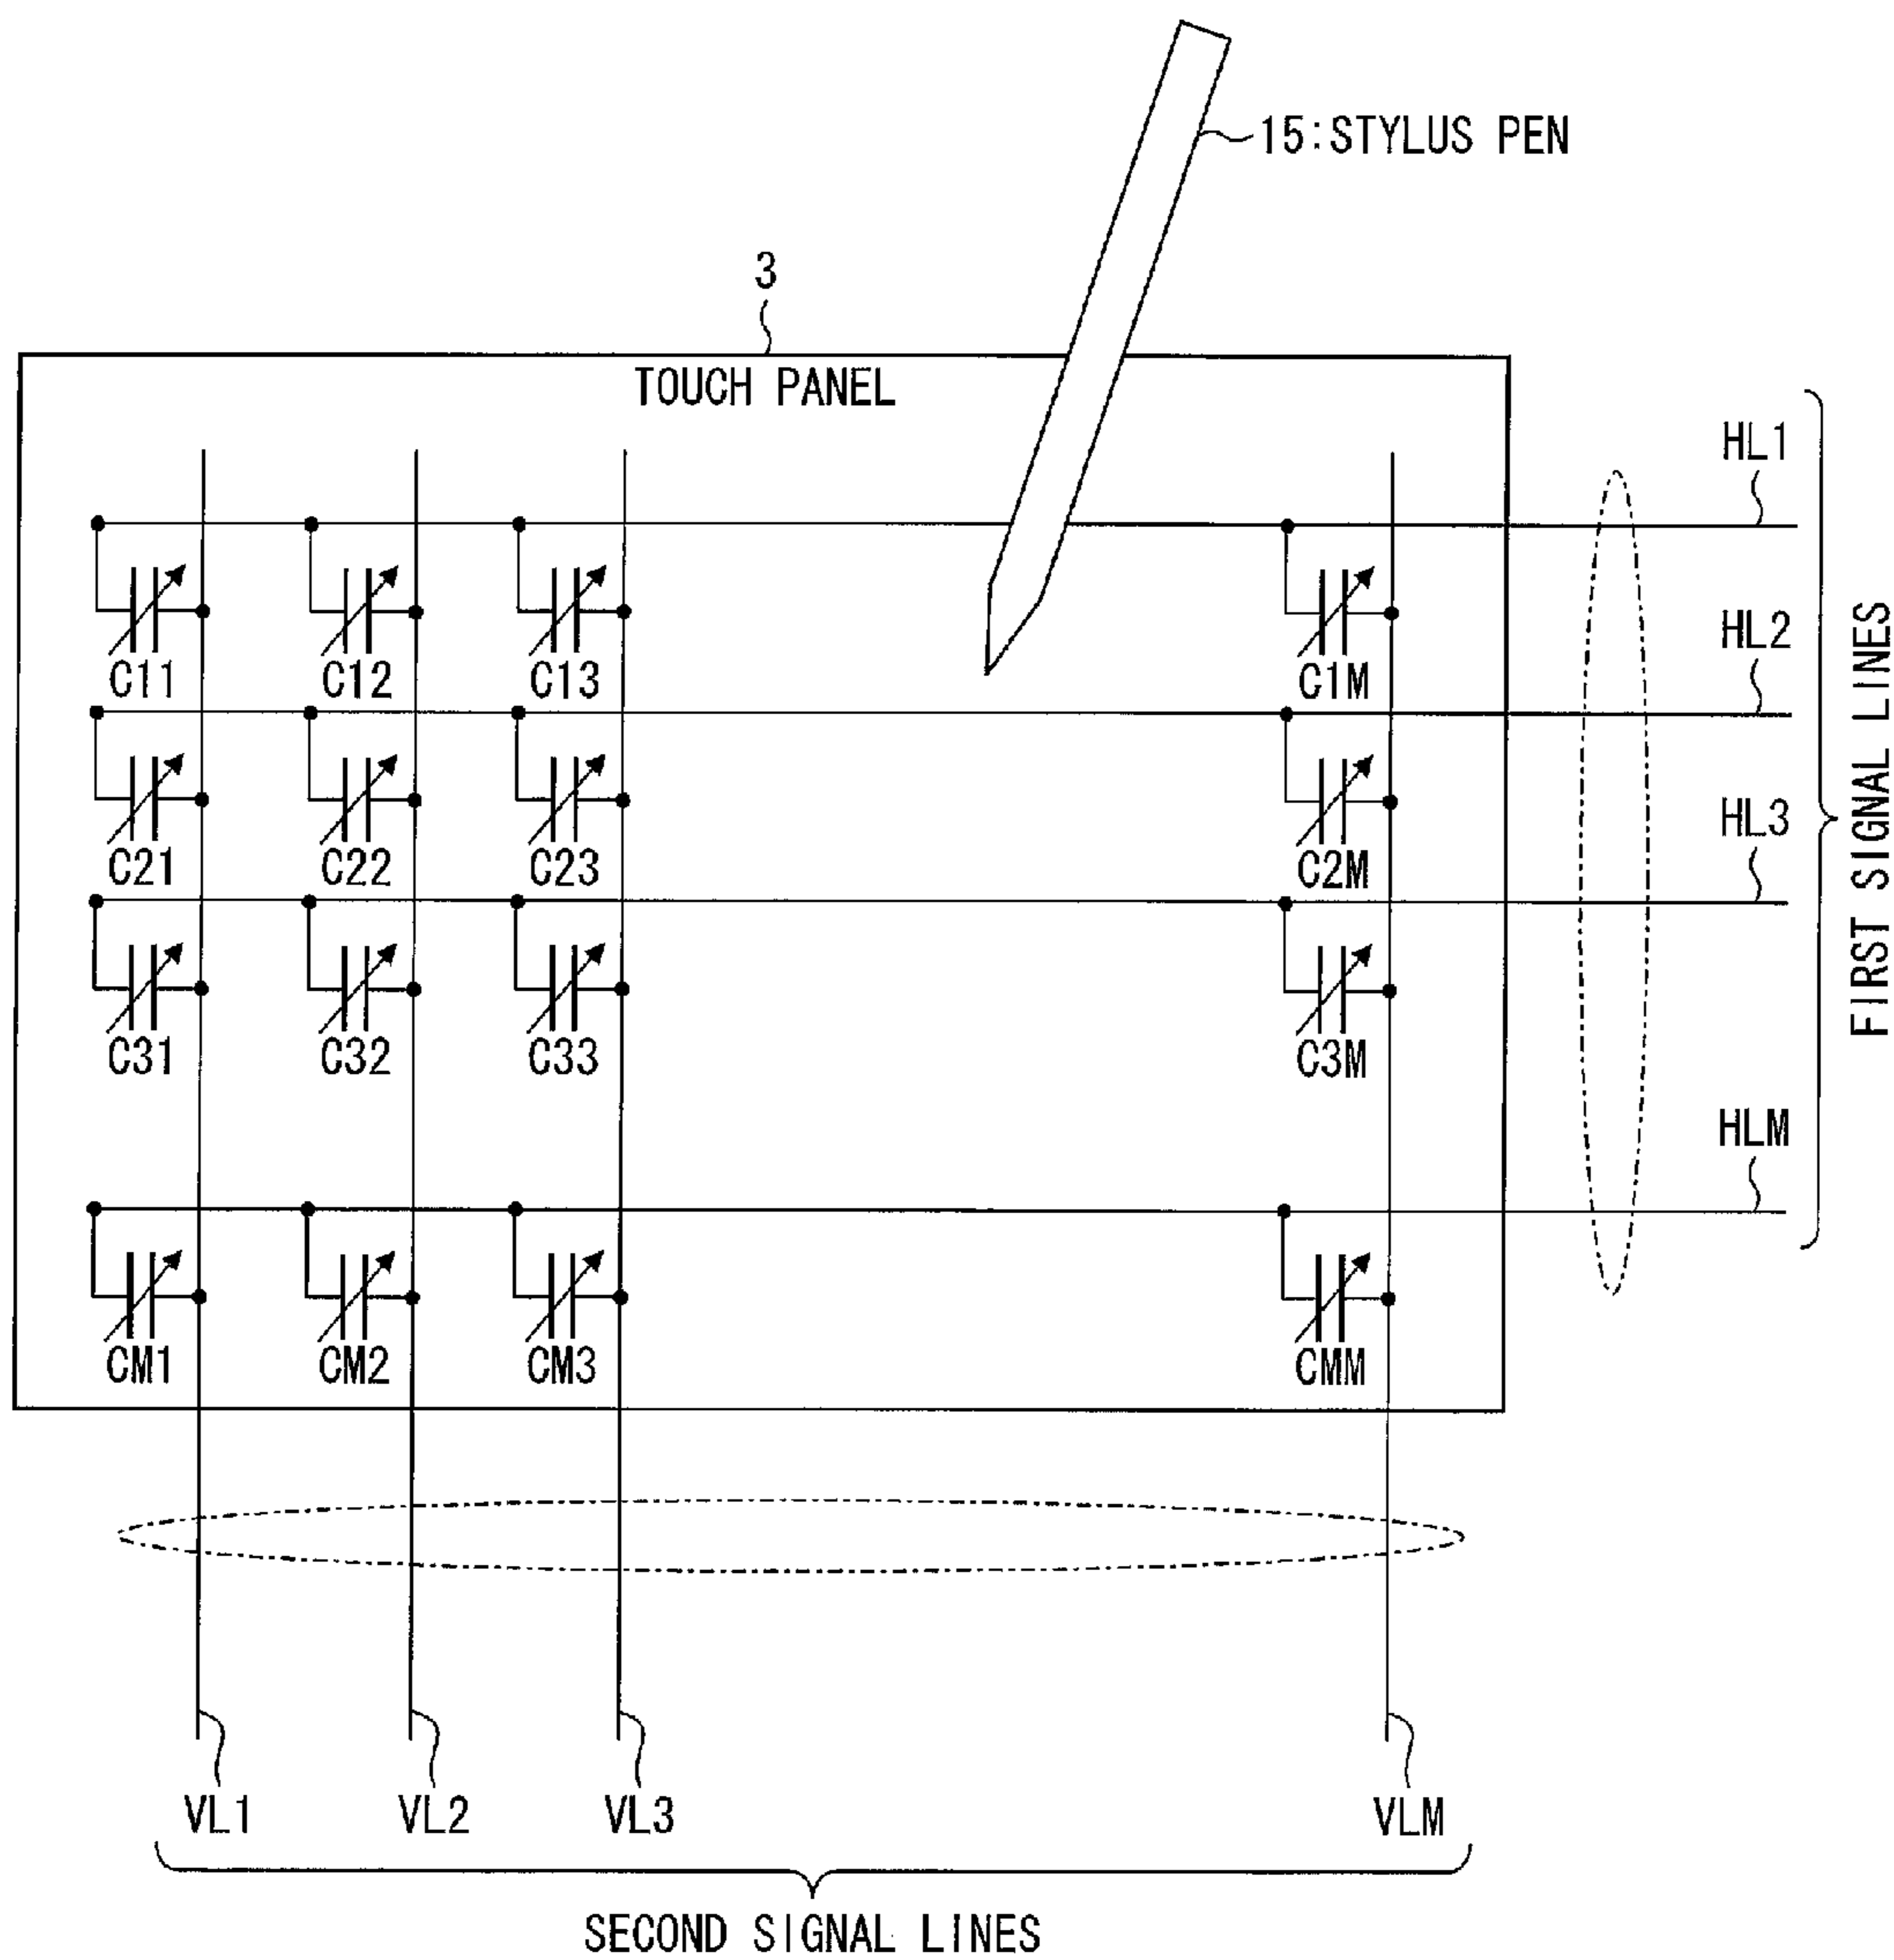 15:STYLUS PEN
3
TOUCH PANEL
HL1
C11 C12 C13 C1M
HL2
C21 C22 C23 C2M
HL3
C31 C32 C33 C3M
HLM
CM1 CM2 CM3 CMM
FIRST SIGNAL LINES
VL1 VL2 VL3 VLM
SECOND SIGNAL LINES